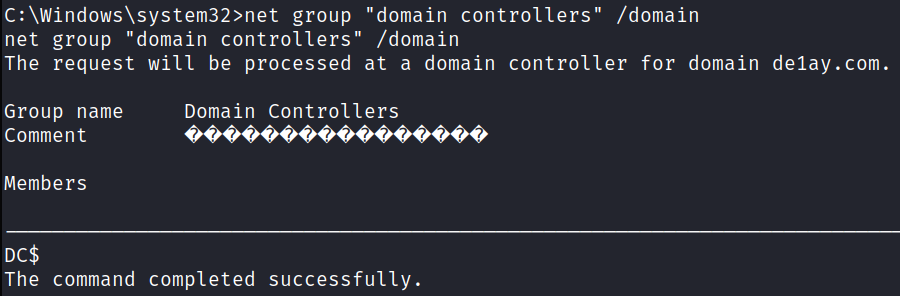 C:\Windows\system32>net group "domain controllers" /domain
net group "domain controllers" /domain
The request will be processed at a domain controller for domain de1ay.com.
Group name Domain Controllers
Comment ����������������
Members
-------------------------------------------------------------------------------
DC$
The command completed successfully.